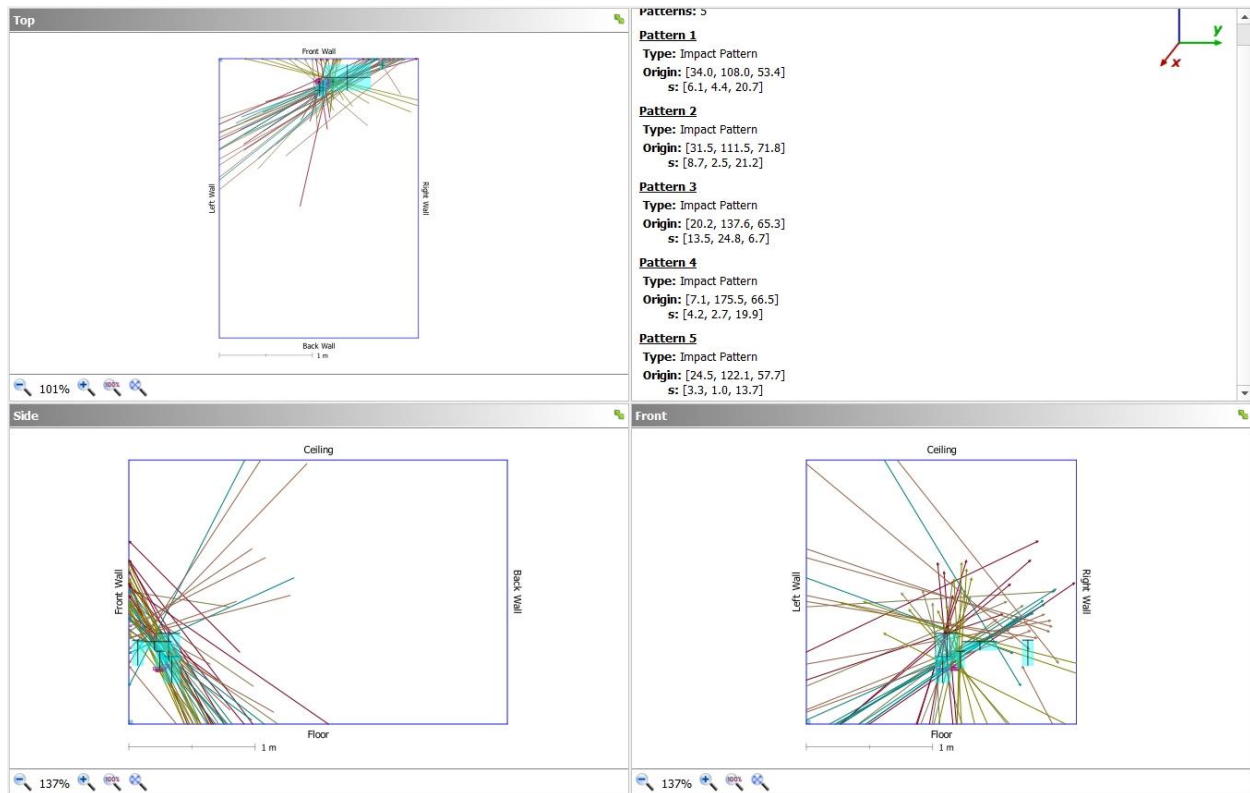 Top
Front Wall
Left Wall
Right Wall
Back Wall
1 m
101%
100%
Patterns: 5
Pattern 1
Type: Impact Pattern
Origin: [34.0, 108.0, 53.4]
s: [6.1, 4.4, 20.7]
Pattern 2
Type: Impact Pattern
Origin: [31.5, 111.5, 71.8]
s: [8.7, 2.5, 21.2]
Pattern 3
Type: Impact Pattern
Origin: [20.2, 137.6, 65.3]
s: [13.5, 24.8, 6.7]
Pattern 4
Type: Impact Pattern
Origin: [7.1, 175.5, 66.5]
s: [4.2, 2.7, 19.9]
Pattern 5
Type: Impact Pattern
Origin: [24.5, 122.1, 57.7]
s: [3.3, 1.0, 13.7]
y
x
Side
Ceiling
Front Wall
Back Wall
Floor
1 m
137%
100%
Front
Ceiling
Left Wall
Right Wall
Floor
1 m
137%
100%